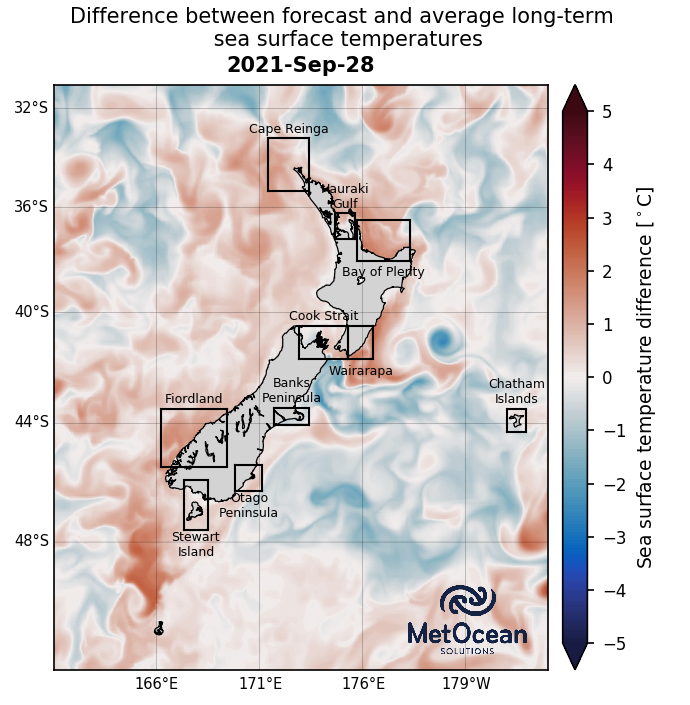 Difference between forecast and average long-term
sea surface temperatures
2021-Sep-28
32°S
36°S
40°S
44°S
48°S
166°E
171°E
176°E
179°W
Cape Reinga
Hauraki
Gulf
Bay of Plenty
Cook Strait
Wairarapa
Banks
Peninsula
Chatham
Islands
Fiordland
Otago
Peninsula
Stewart
Island
MetOcean
SOLUTIONS
5
4
3
2
1
0
−1
−2
−3
−4
−5
Sea surface temperature difference [°C]